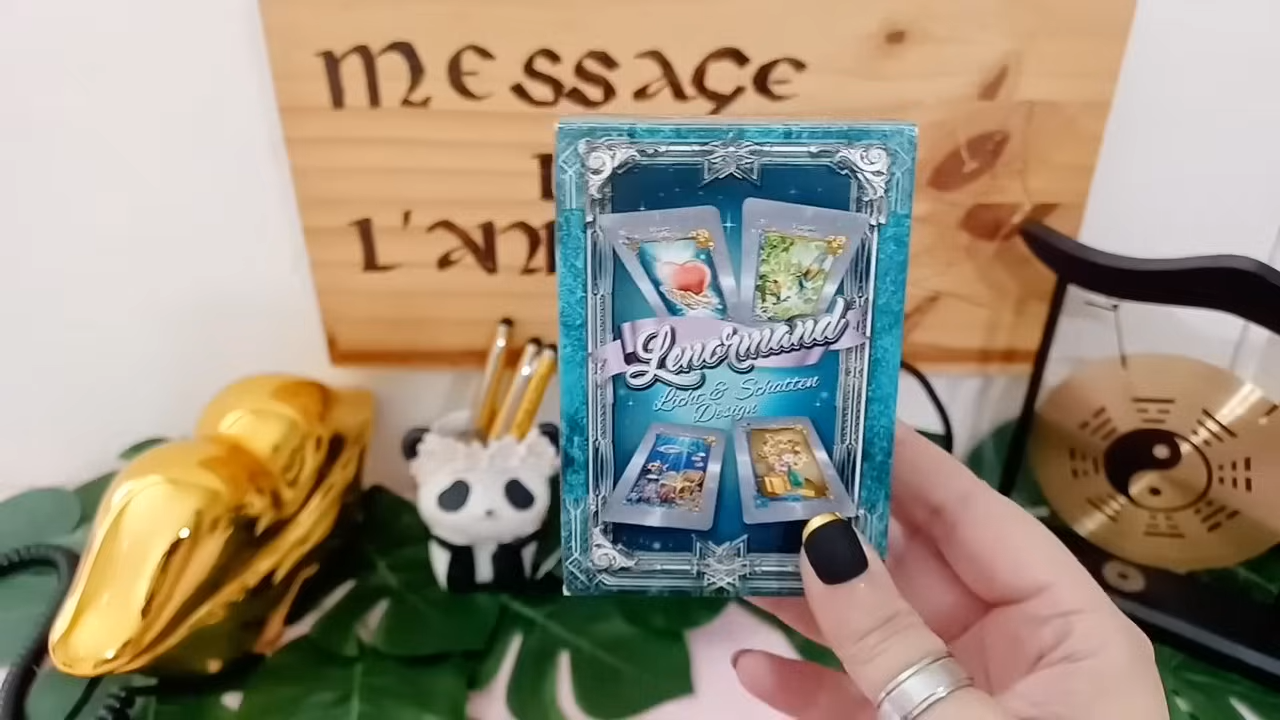 MESSAGE
L'AN
Lenormand
Licht & Schatten
Design